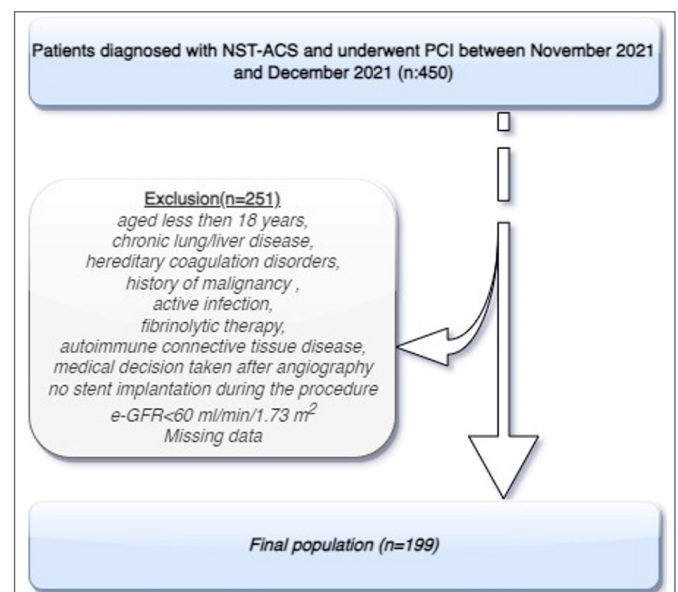 Patients diagnosed with NST-ACS and underwent PCI between November 2021
and December 2021 (n:450)
Exclusion(n=251)
aged less then 18 years,
chronic lung/liver disease,
hereditary coagulation disorders,
history of malignancy ,
active infection,
fibrinolytic therapy,
autoimmune connective tissue disease,
medical decision taken after angiography
no stent implantation during the procedure
e-GFR<60 ml/min/1.73 m²
Missing data
Final population (n=199)